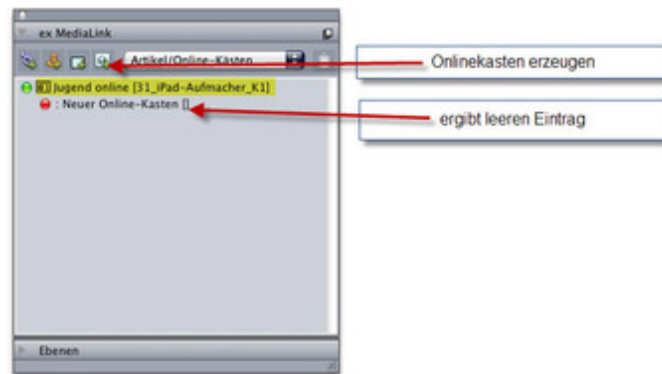 ex MediaLink
Artikel/Online-Kästen
Onlinekasten erzeugen
Jugend online [31_iPad-Aufmacher_K1]
: Neuer Online-Kasten []
ergibt leeren Eintrag
Ebenen